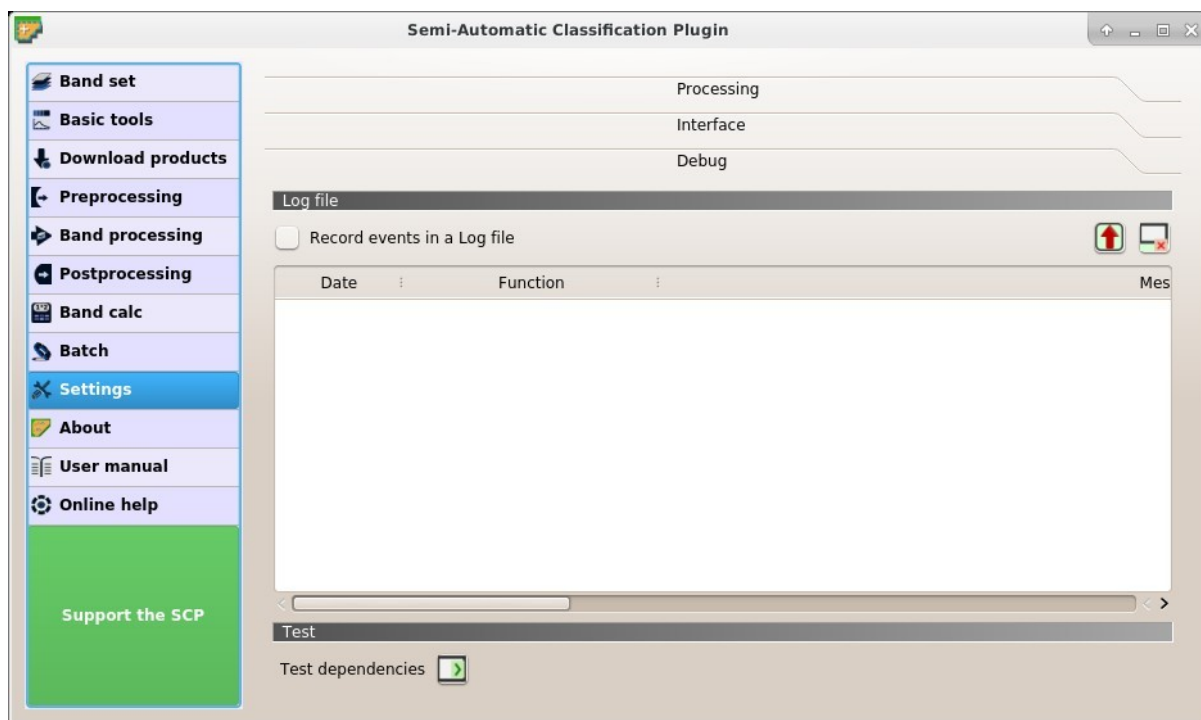 Semi-Automatic Classification Plugin
Band set
Basic tools
Download products
Preprocessing
Band processing
Postprocessing
Band calc
Batch
Settings
About
User manual
Online help
Support the SCP
Processing
Interface
Debug
Log file
Record events in a Log file
Date Function Mes
Test
Test dependencies